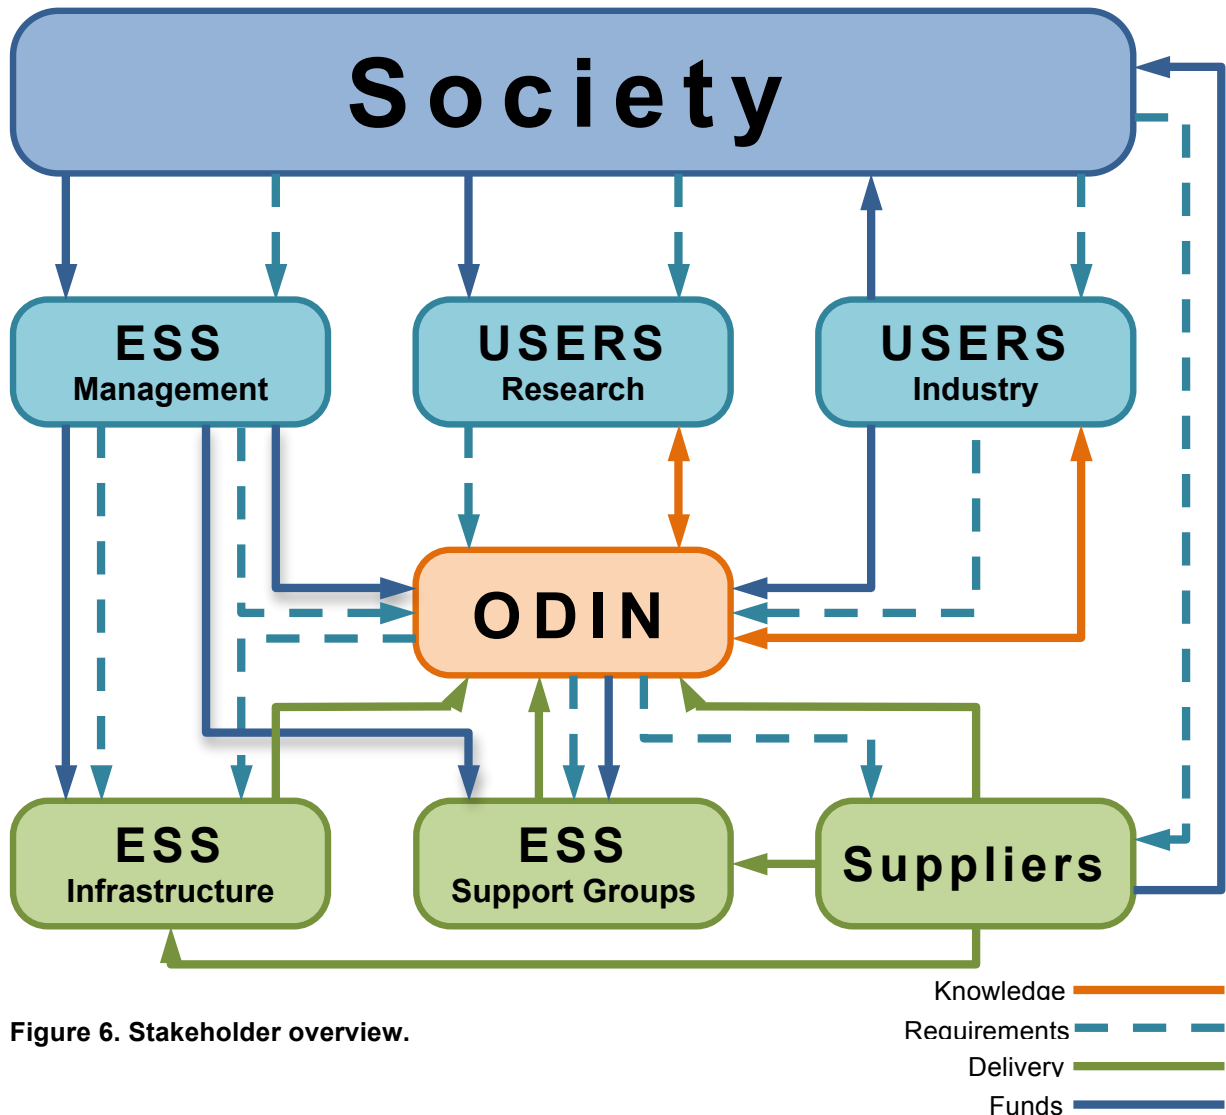 Society
ESS
Management
USERS
Research
USERS
Industry
ODIN
ESS
Infrastructure
ESS
Support Groups
Suppliers
Knowledge
Figure 6. Stakeholder overview.
Requirements
Delivery
Funds